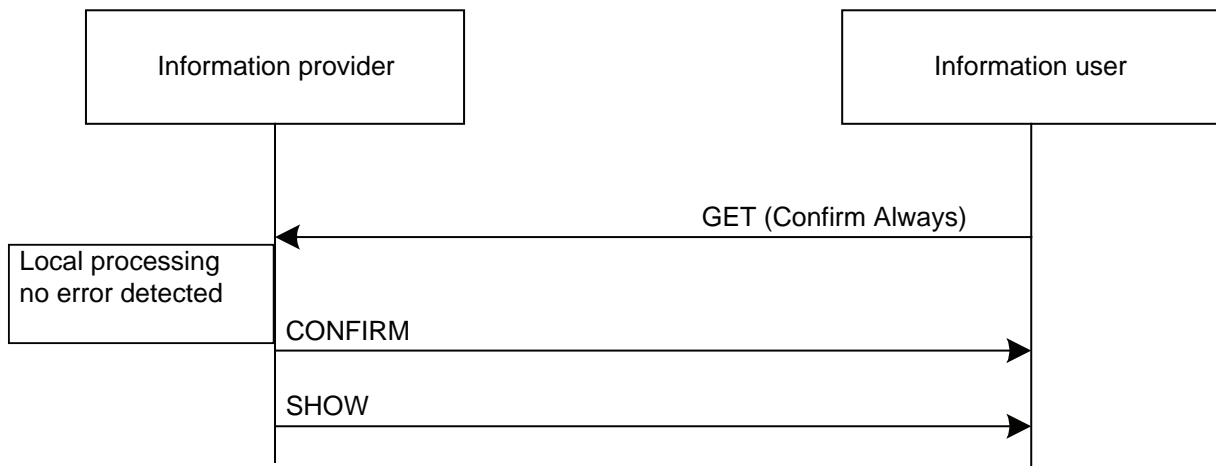 Information provider
Information user
GET (Confirm Always)
Local processing
no error detected
CONFIRM
SHOW